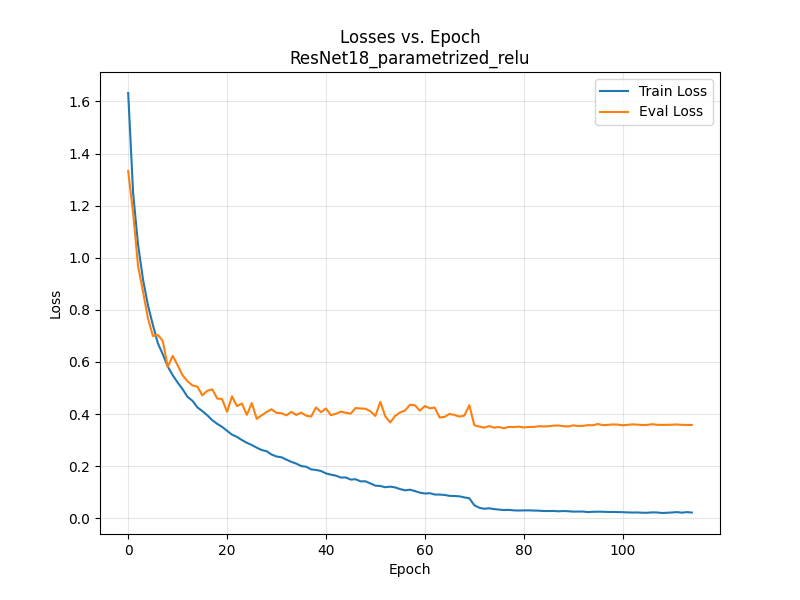 Losses vs. Epoch
ResNet18_parametrized_relu
Train Loss
Eval Loss
1.6
1.4
1.2
1.0
0.8
0.6
0.4
0.2
0.0
Loss
0 20 40 60 80 100
Epoch